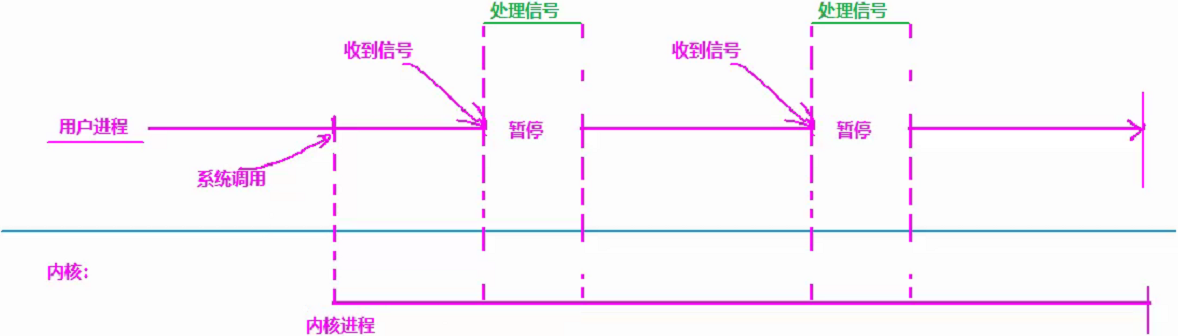 处理信号
处理信号
收到信号
收到信号
用户进程
暂停
暂停
系统调用
内核:
内核进程